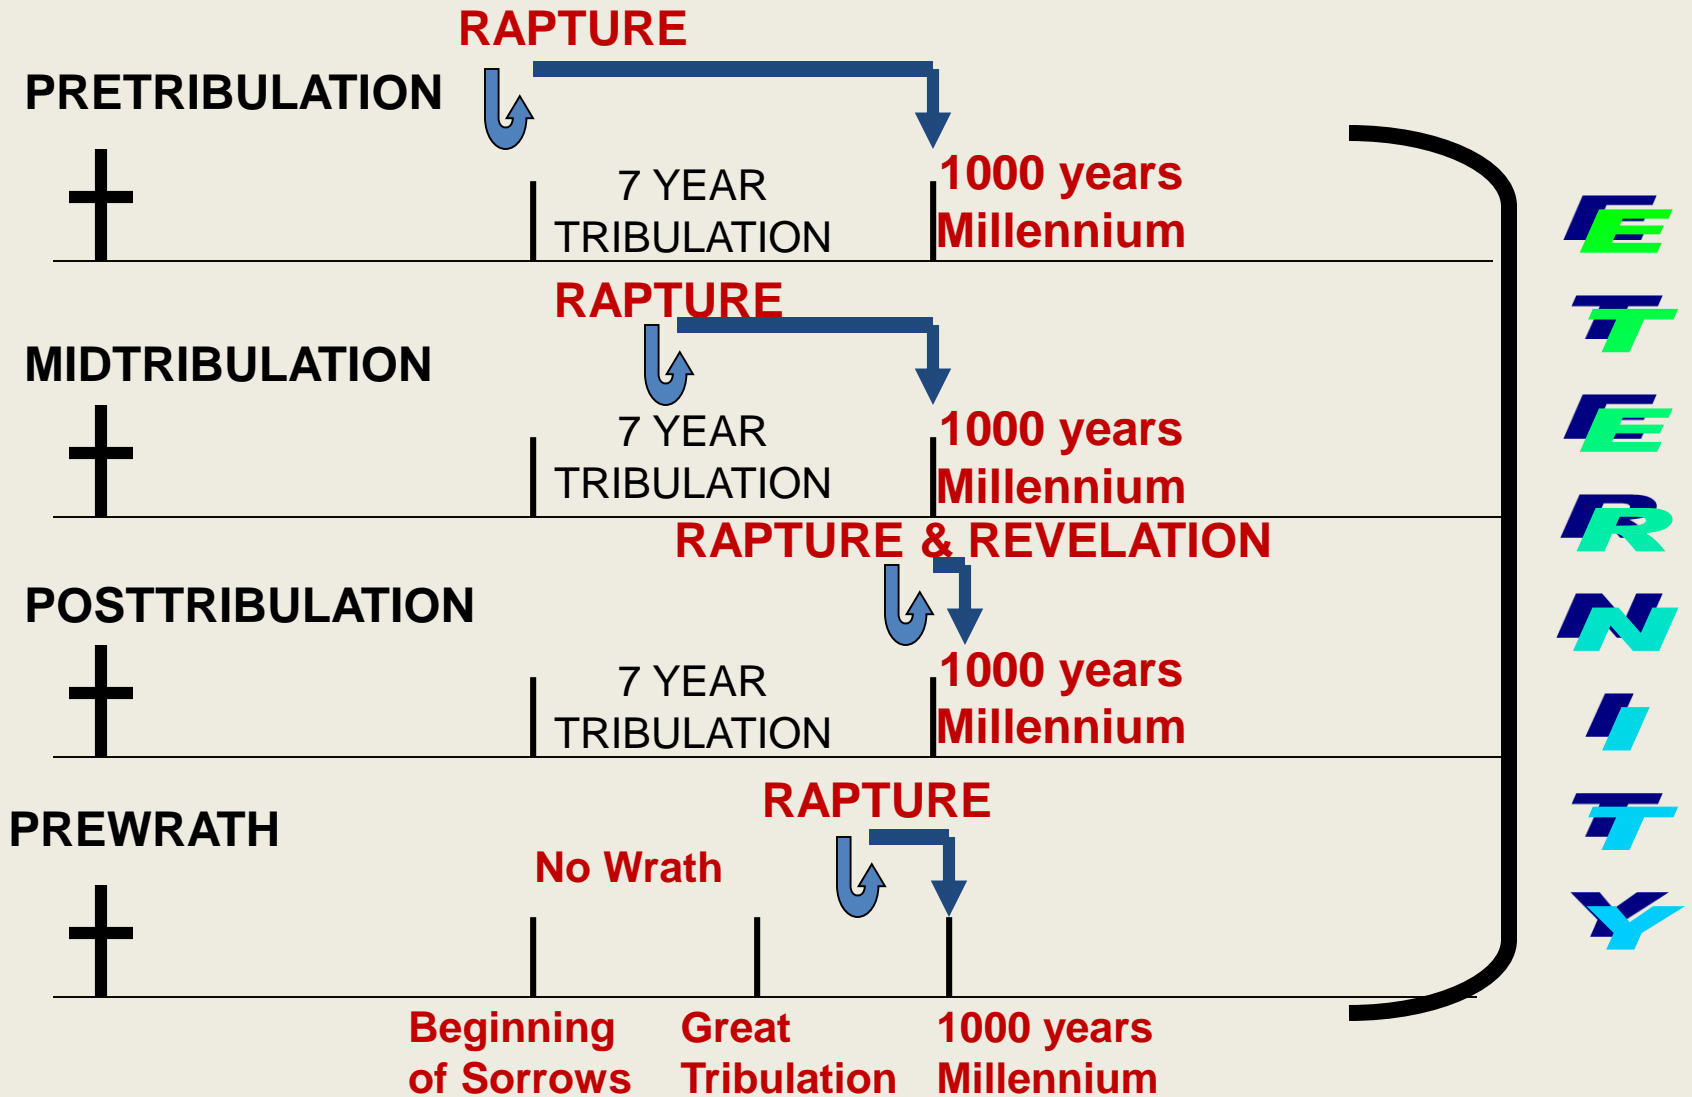 RAPTURE
PRETRIBULATION
7 YEAR
TRIBULATION
1000 years
Millennium
RAPTURE
MIDTRIBULATION
7 YEAR
TRIBULATION
1000 years
Millennium
RAPTURE & REVELATION
POSTTRIBULATION
7 YEAR
TRIBULATION
1000 years
Millennium
RAPTURE
PREWRATH
No Wrath
Beginning
of Sorrows
Great
Tribulation
1000 years
Millennium
E
T
E
R
N
I
T
Y